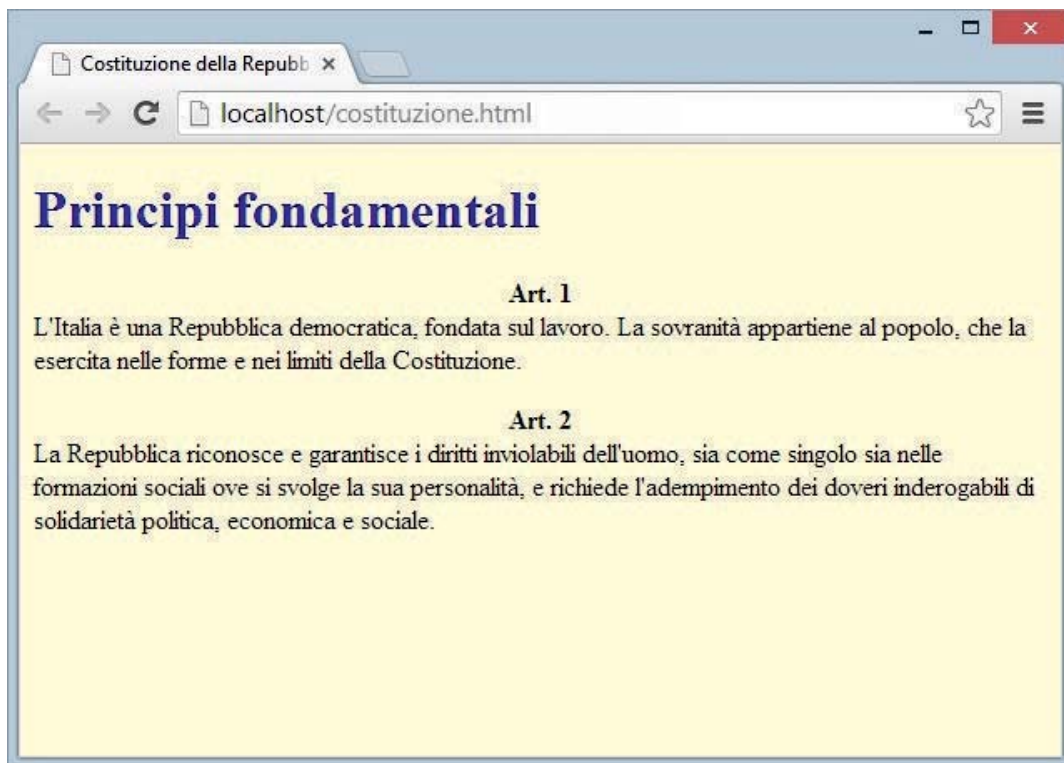 Costituzione della Repubb
localhost/costituzione.html
Principi fondamentali
Art. 1
L'Italia è una Repubblica democratica, fondata sul lavoro. La sovranità appartiene al popolo, che la
esercita nelle forme e nei limiti della Costituzione.
Art. 2
La Repubblica riconosce e garantisce i diritti inviolabili dell'uomo, sia come singolo sia nelle
formazioni sociali ove si svolge la sua personalità, e richiede l'adempimento dei doveri inderogabili di
solidarietà politica, economica e sociale.